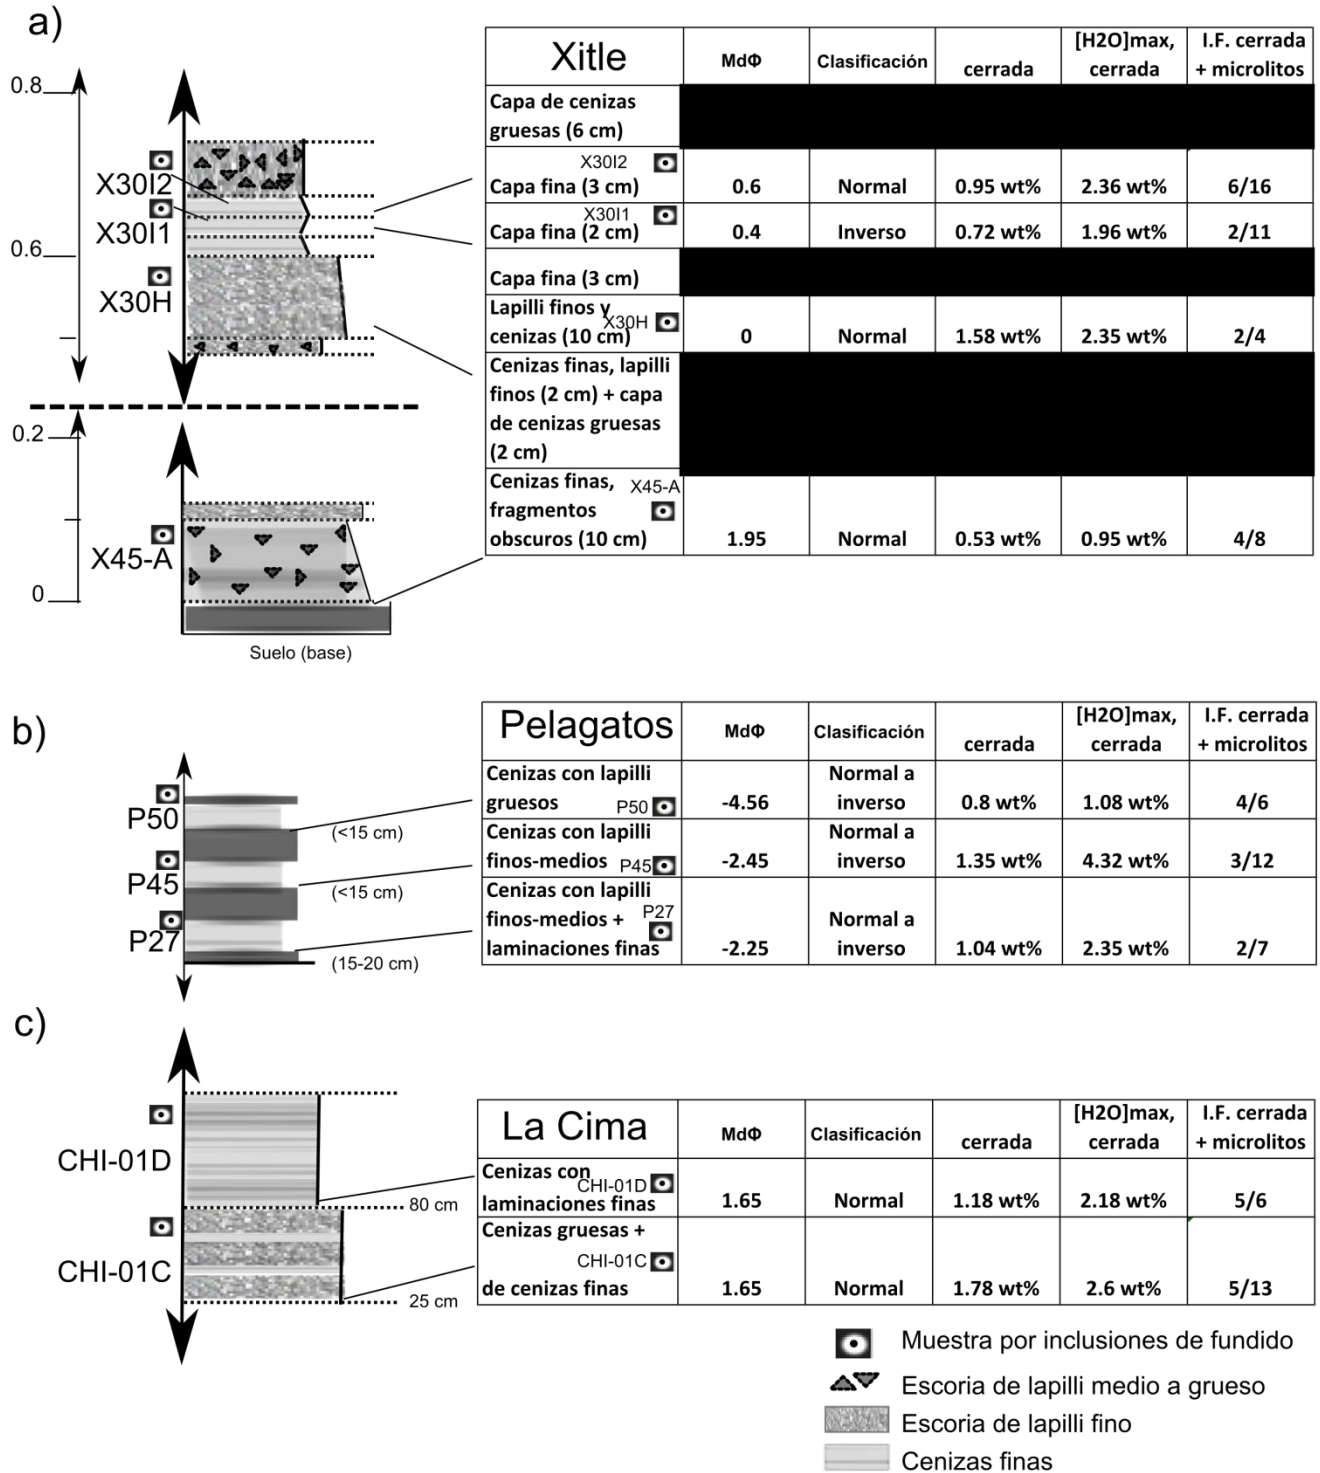 a)
0.8
X30I2
X30I1
0.6
X30H
0.2
X45-A
0
Suelo (base)
Xitle
MdΦ
Clasificación
cerrada
[H2O]max,
cerrada
I.F. cerrada
+ microlitos
Capa de cenizas
gruesas (6 cm)
X30I2
Capa fina (3 cm)
0.6
Normal
0.95 wt%
2.36 wt%
6/16
X30I1
Capa fina (2 cm)
0.4
Inverso
0.72 wt%
1.96 wt%
2/11
Capa fina (3 cm)
Lapilli finos y
X30H
cenizas (10 cm)
0
Normal
1.58 wt%
2.35 wt%
2/4
Cenizas finas, lapilli
finos (2 cm) + capa
de cenizas gruesas
(2 cm)
Cenizas finas,
X45-A
fragmentos
obscuros (10 cm)
1.95
Normal
0.53 wt%
0.95 wt%
4/8
b)
P50
(<15 cm)
P45
(<15 cm)
P27
(15-20 cm)
Pelagatos
MdΦ
Clasificación
cerrada
[H2O]max,
cerrada
I.F. cerrada
+ microlitos
Cenizas con lapilli
gruesos
P50
-4.56
Normal a
inverso
0.8 wt%
1.08 wt%
4/6
Cenizas con lapilli
finos-medios
P45
-2.45
Normal a
inverso
1.35 wt%
4.32 wt%
3/12
Cenizas con lapilli
finos-medios +
P27
laminaciones finas
-2.25
Normal a
inverso
1.04 wt%
2.35 wt%
2/7
c)
CHI-01D
80 cm
CHI-01C
25 cm
La Cima
MdΦ
Clasificación
cerrada
[H2O]max,
cerrada
I.F. cerrada
+ microlitos
Cenizas con
CHI-01D
laminaciones finas
1.65
Normal
1.18 wt%
2.18 wt%
5/6
Cenizas gruesas +
CHI-01C
de cenizas finas
1.65
Normal
1.78 wt%
2.6 wt%
5/13
Muestra por inclusiones de fundido
Escoria de lapilli medio a grueso
Escoria de lapilli fino
Cenizas finas